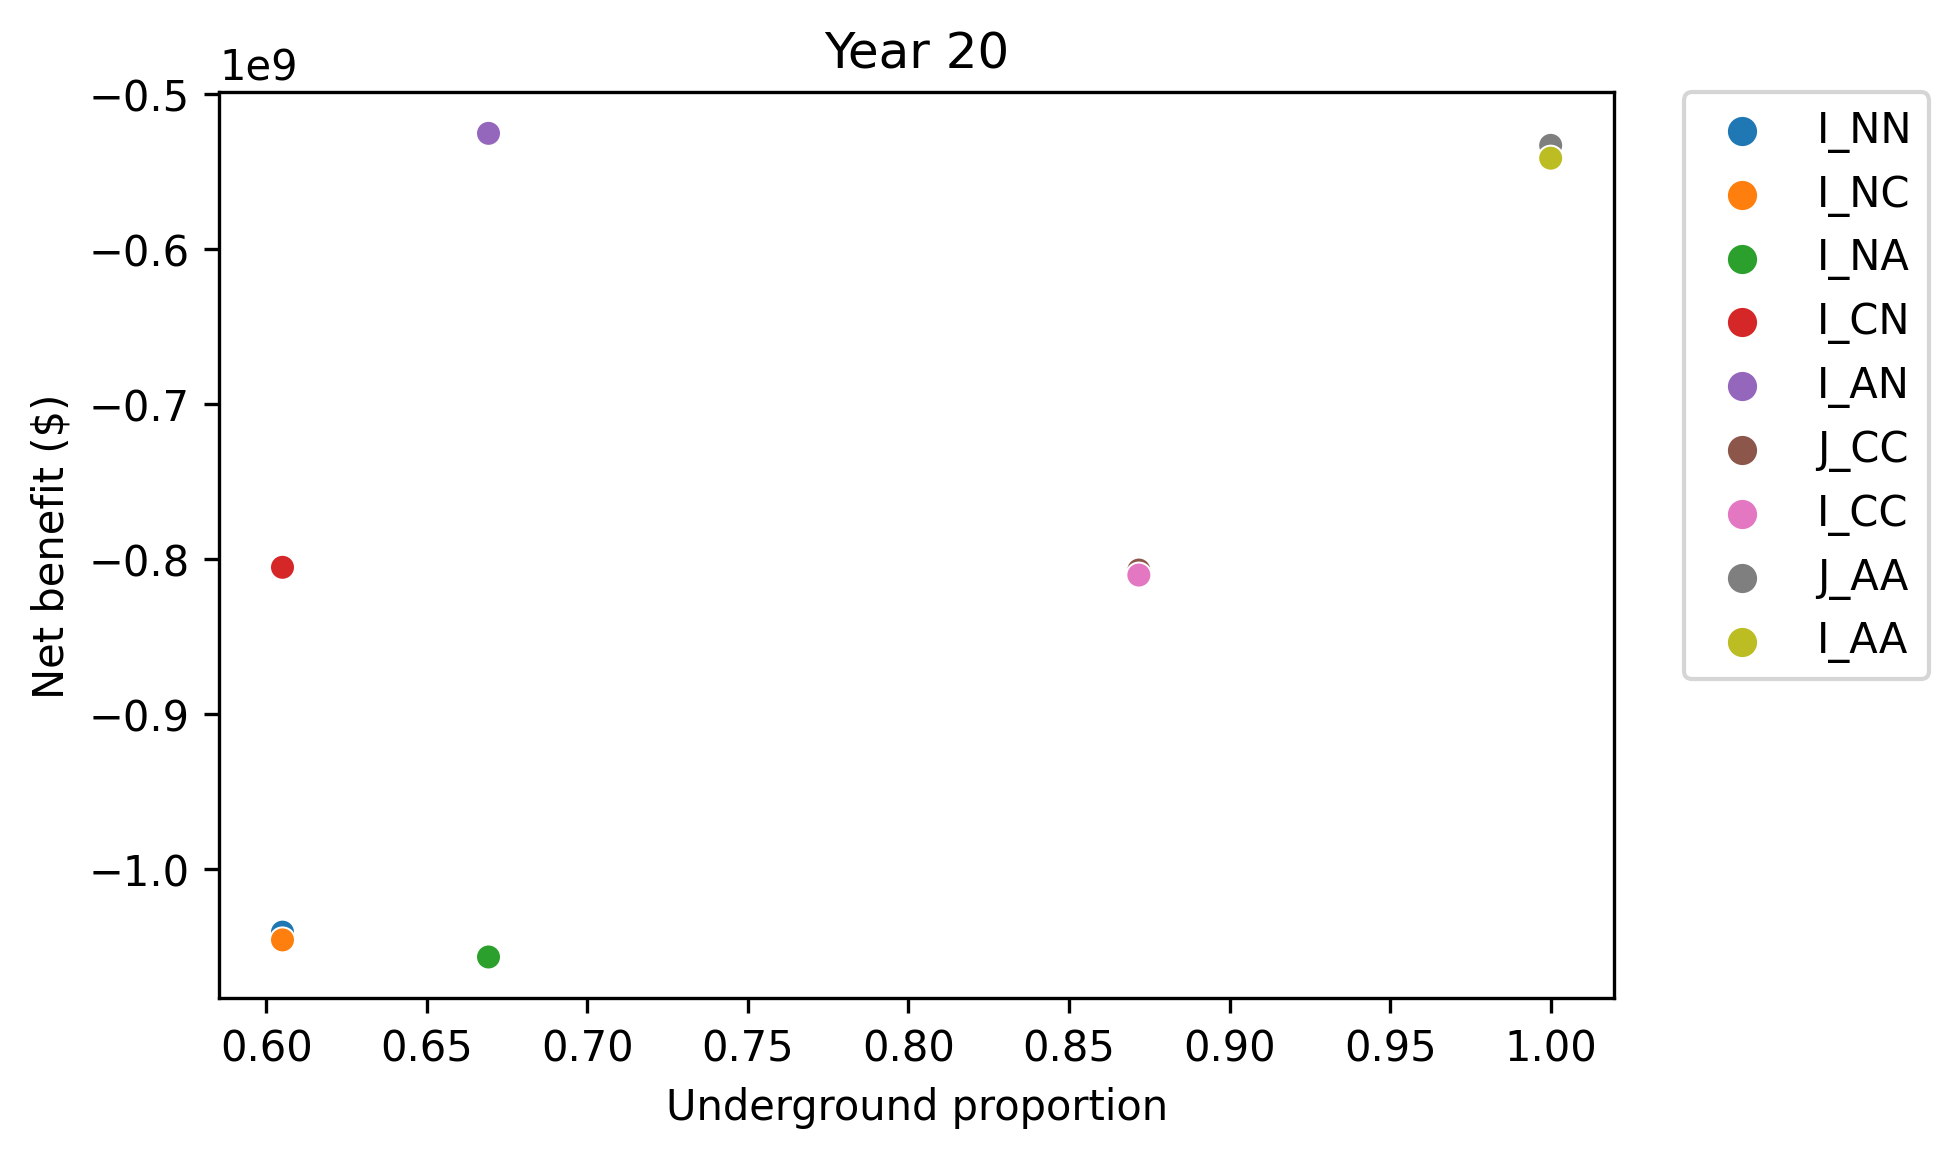 Year 20
1e9
−0.5
−0.6
−0.7
−0.8
−0.9
−1.0
Net benefit ($)
0.60 0.65 0.70 0.75 0.80 0.85 0.90 0.95 1.00
Underground proportion
I_NN
I_NC
I_NA
I_CN
I_AN
J_CC
I_CC
J_AA
I_AA